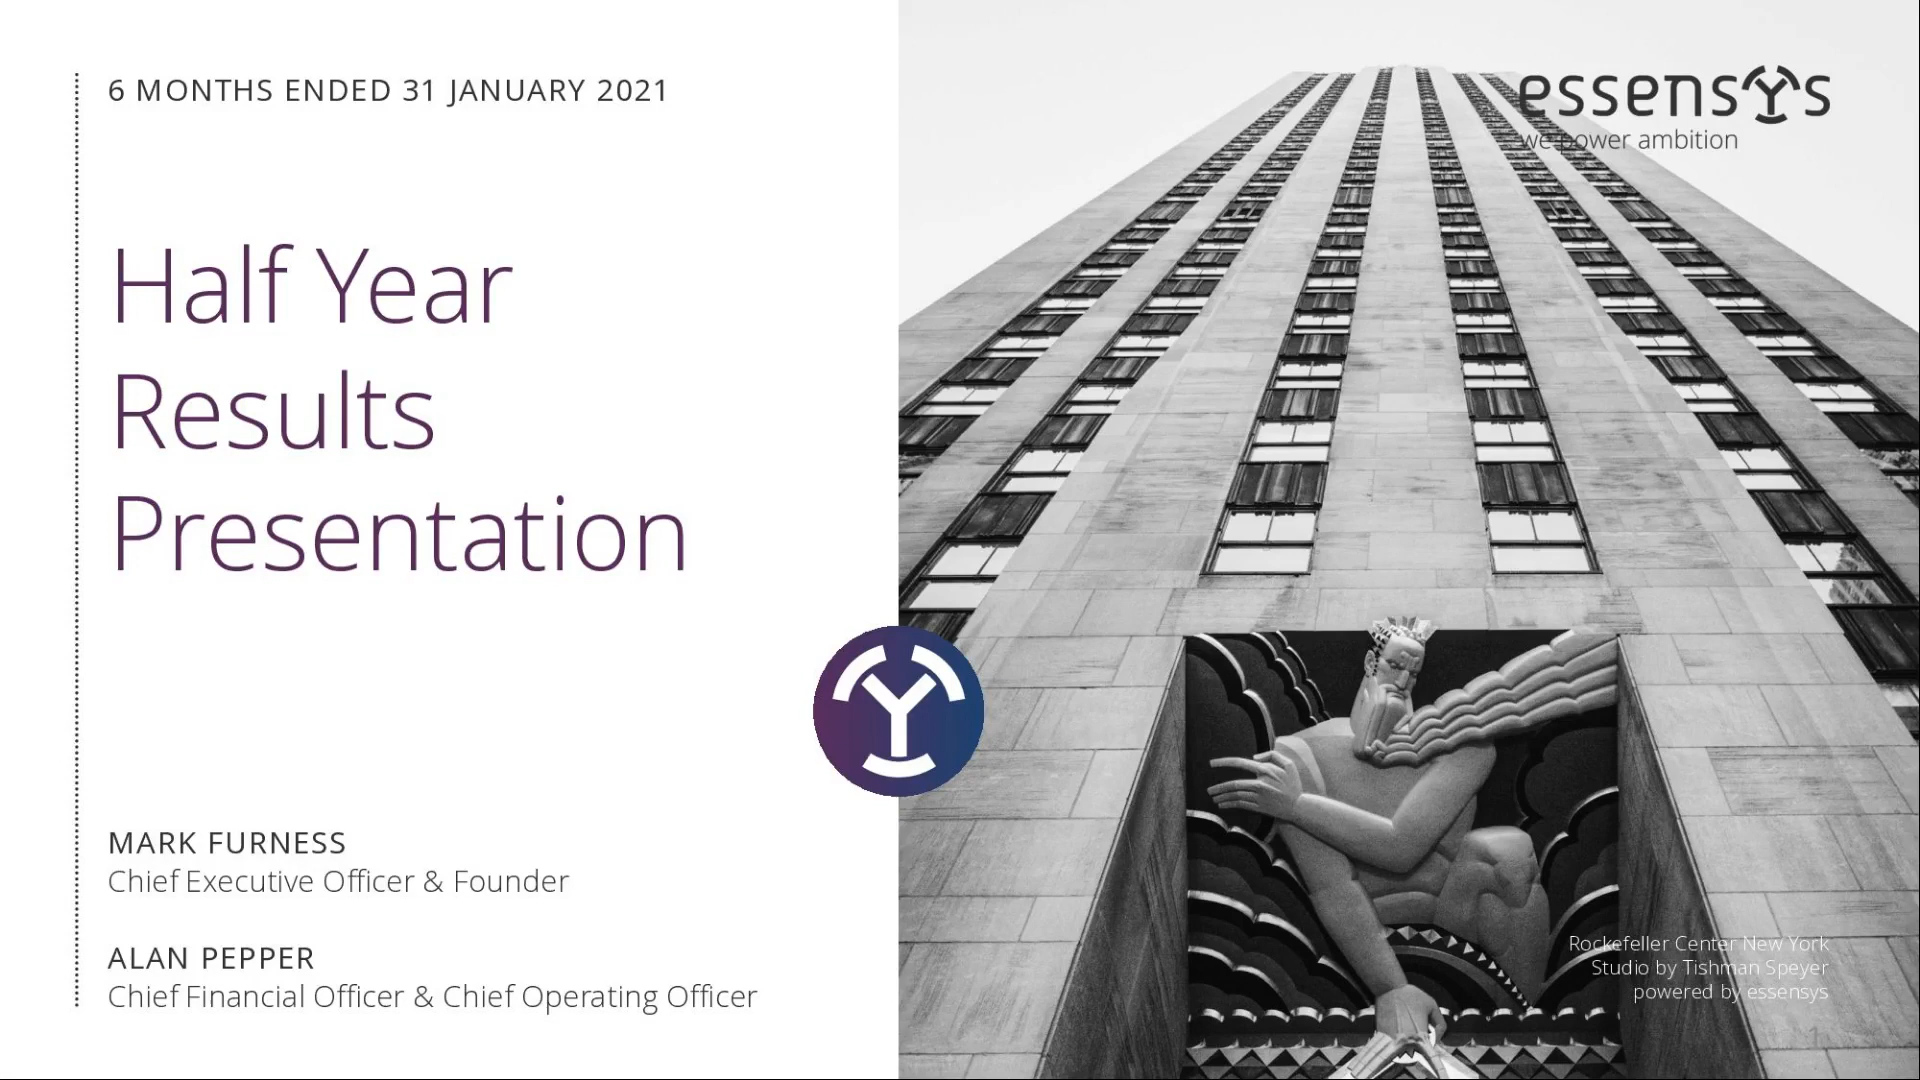 6 MONTHS ENDED 31 JANUARY 2021
Half Year
Results
Presentation
MARK FURNESS
Chief Executive Officer & Founder
ALAN PEPPER
Chief Financial Officer & Chief Operating Officer
essensys
we power ambition
Rockefeller Center New York
Studio by Tishman Speyer
powered by essensys